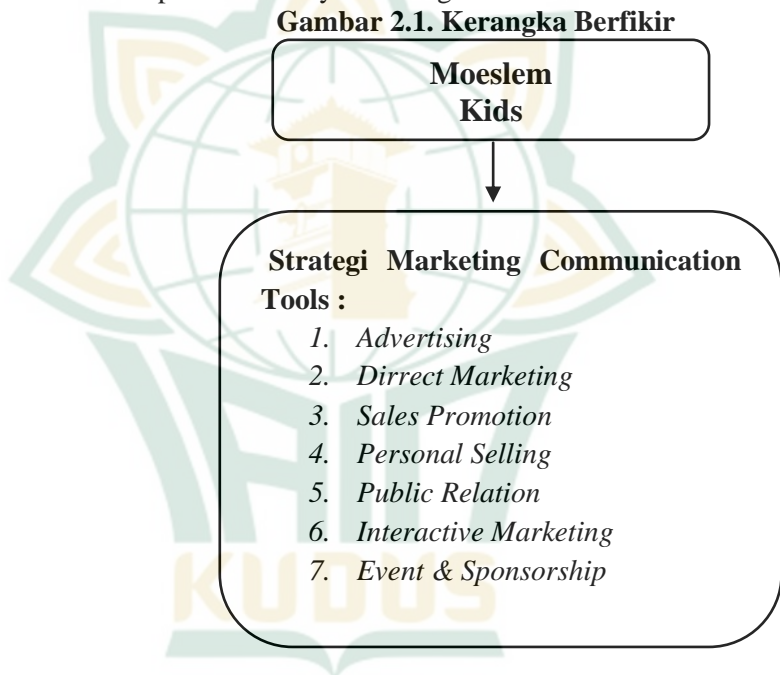 Gambar 2.1. Kerangka Berfikir
Moeslem
Kids
Strategi Marketing Communication
Tools :
1. Advertising
2. Dirrect Marketing
3. Sales Promotion
4. Personal Selling
5. Public Relation
6. Interactive Marketing
7. Event & Sponsorship
KUDUS